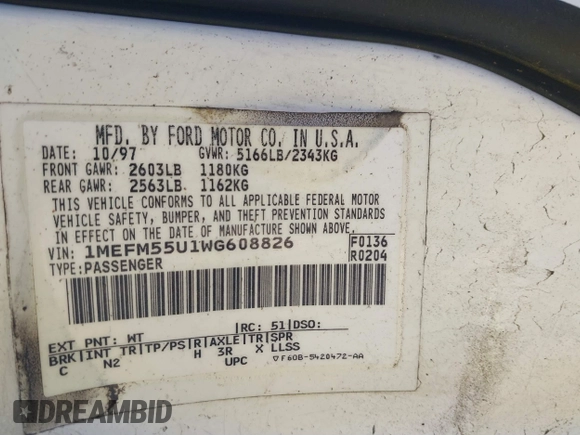 MFD. BY FORD MOTOR CO. IN U.S.A.
DATE: 10/97 GVWR: 5166LB/2343KG
FRONT GAWR: 2603LB 1180KG
REAR GAWR: 2563LB 1162KG
THIS VEHICLE CONFORMS TO ALL APPLICABLE FEDERAL MOTOR
VEHICLE SAFETY, BUMPER, AND THEFT PREVENTION STANDARDS
IN EFFECT ON THE DATE OF MANUFACTURE SHOWN ABOVE.
VIN: 1MEFM55U1WG608826 F0136
TYPE: PASSENGER R0204
EXT PNT: WT |RC: 51|DSO:
BRK|INT TR|TP/PS|R|AXLE|TR|SPR
C N2 H 3R X LLSS
UPC ▽F60B-5420472-AA
DREAMBID